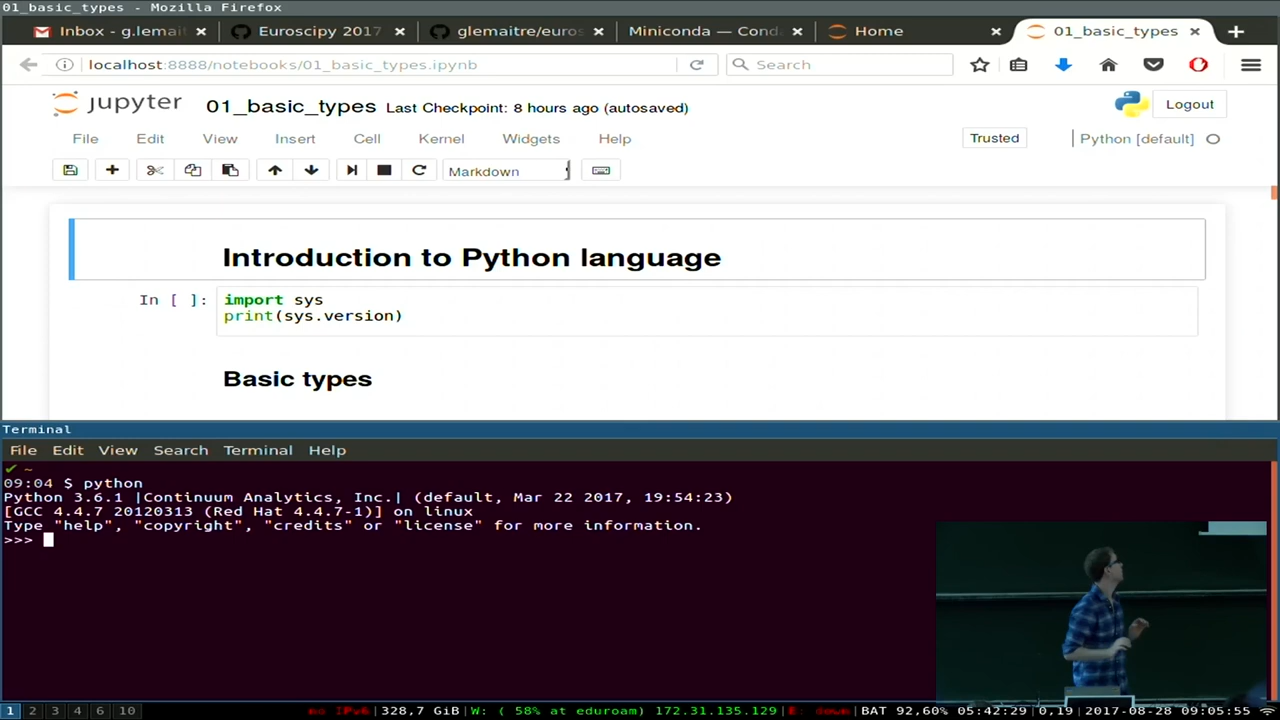 01_basic_types - Mozilla Firefox
Inbox - g.lemait
Euroscipy 2017
glemaitre/euros
Miniconda — Cond
Home
01_basic_types
localhost:8888/notebooks/01_basic_types.ipynb
Search
jupyter 01_basic_types Last Checkpoint: 8 hours ago (autosaved)
Logout
File Edit View Insert Cell Kernel Widgets Help
Trusted
Python [default]
Markdown
Introduction to Python language
In [ ]: import sys
print(sys.version)
Basic types
Terminal
File Edit View Search Terminal Help
✔ ~
09:04 $ python
Python 3.6.1 |Continuum Analytics, Inc.| (default, Mar 22 2017, 19:54:23)
[GCC 4.4.7 20120313 (Red Hat 4.4.7-1)] on linux
Type "help", "copyright", "credits" or "license" for more information.
>>>
1 2 3 4 6 10
no IPv6|328,7 GiB|W: ( 58% at eduroam) 172.31.135.129|E: down|BAT 92,60% 05:42:29|0,19|2017-08-28 09:05:55